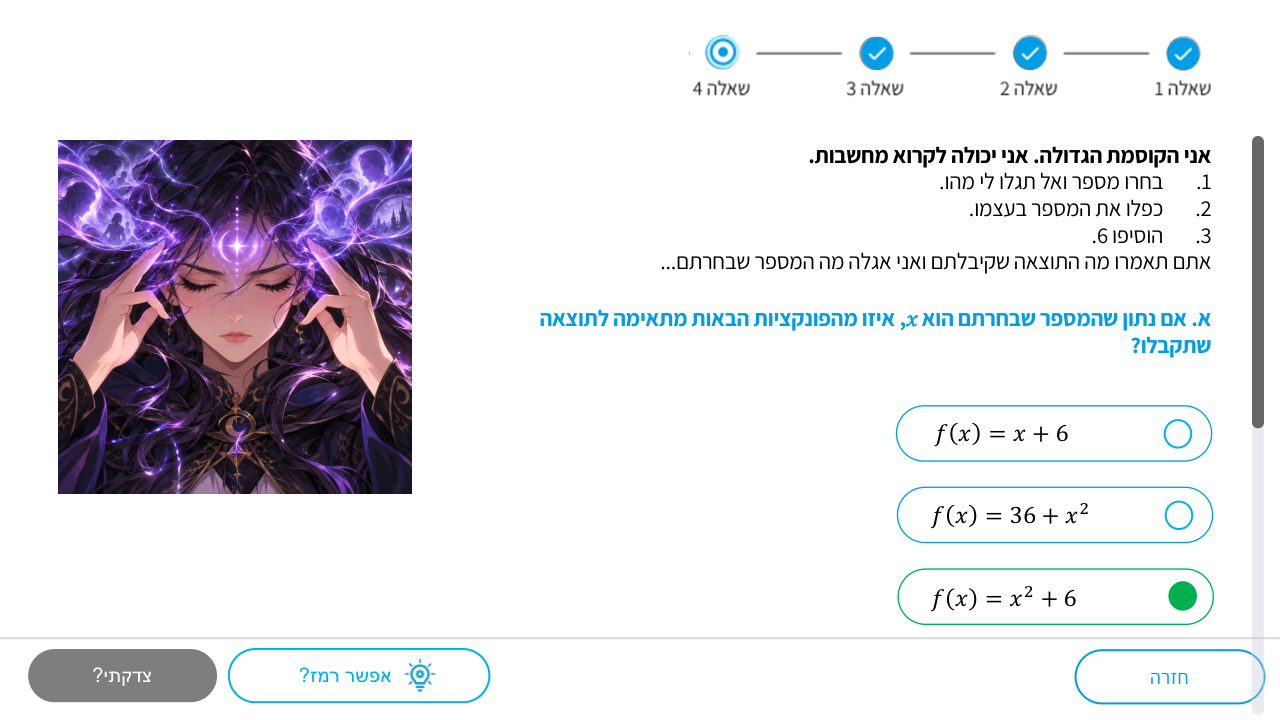 שאלה 1
שאלה 2
שאלה 3
שאלה 4
אני הקוסמת הגדולה. אני יכולה לקרוא מחשבות.
1. בחרו מספר ואל תגלו לי מהו.
2. כפלו את המספר בעצמו.
3. הוסיפו 6.
אתם תאמרו מה התוצאה שקיבלתם ואני אגלה מה המספר שבחרתם...
א. אם נתון שהמספר שבחרתם הוא x, איזו מהפונקציות הבאות מתאימה לתוצאה
שתקבלו?
f(x) = x + 6
f(x) = 36 + x²
f(x) = x² + 6
חזרה
אפשר רמז?
צדקתי?